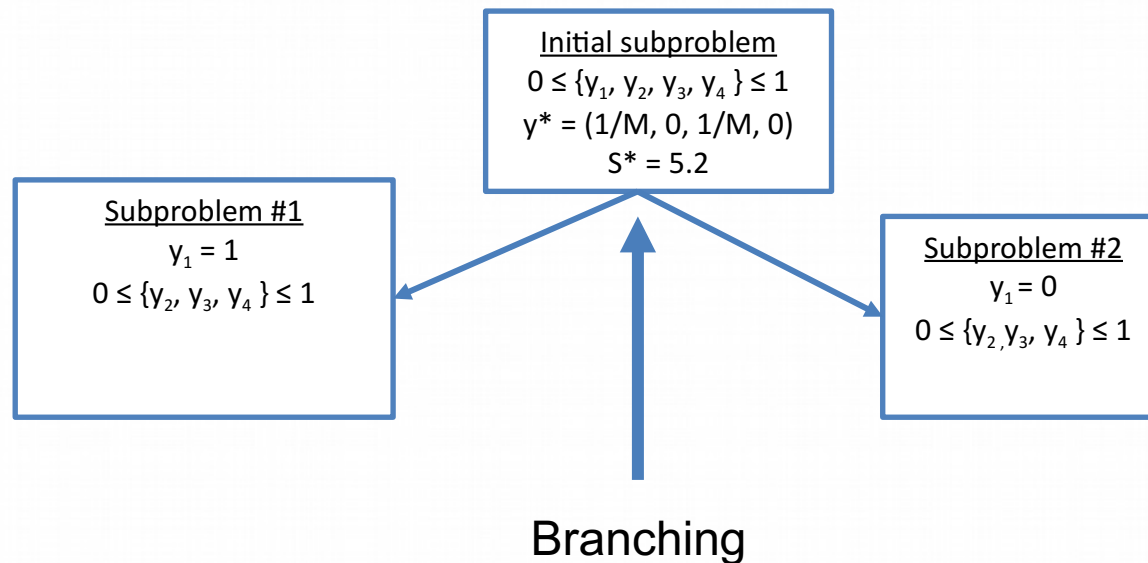 Initial subproblem
0 ≤ {y₁, y₂, y₃, y₄ } ≤ 1
y* = (1/M, 0, 1/M, 0)
S* = 5.2
Subproblem #1
y₁ = 1
0 ≤ {y₂, y₃, y₄ } ≤ 1
Subproblem #2
y₁ = 0
0 ≤ {y₂ ,y₃, y₄ } ≤ 1
Branching